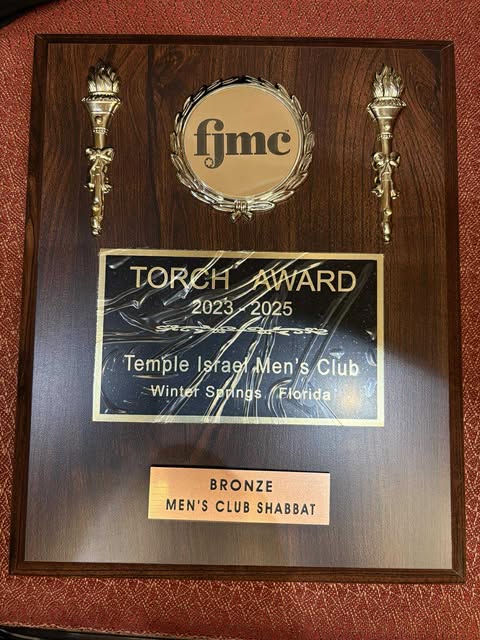 fjmc
TORCH AWARD
2023 - 2025
Temple Israel Men's Club
Winter Springs, Florida
BRONZE
MEN'S CLUB SHABBAT